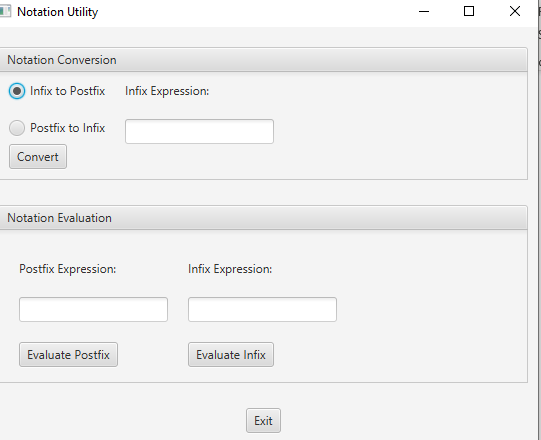 Notation Utility
Notation Conversion
Infix to Postfix
Infix Expression:
Postfix to Infix
Convert
Notation Evaluation
Postfix Expression:
Infix Expression:
Evaluate Postfix
Evaluate Infix
Exit